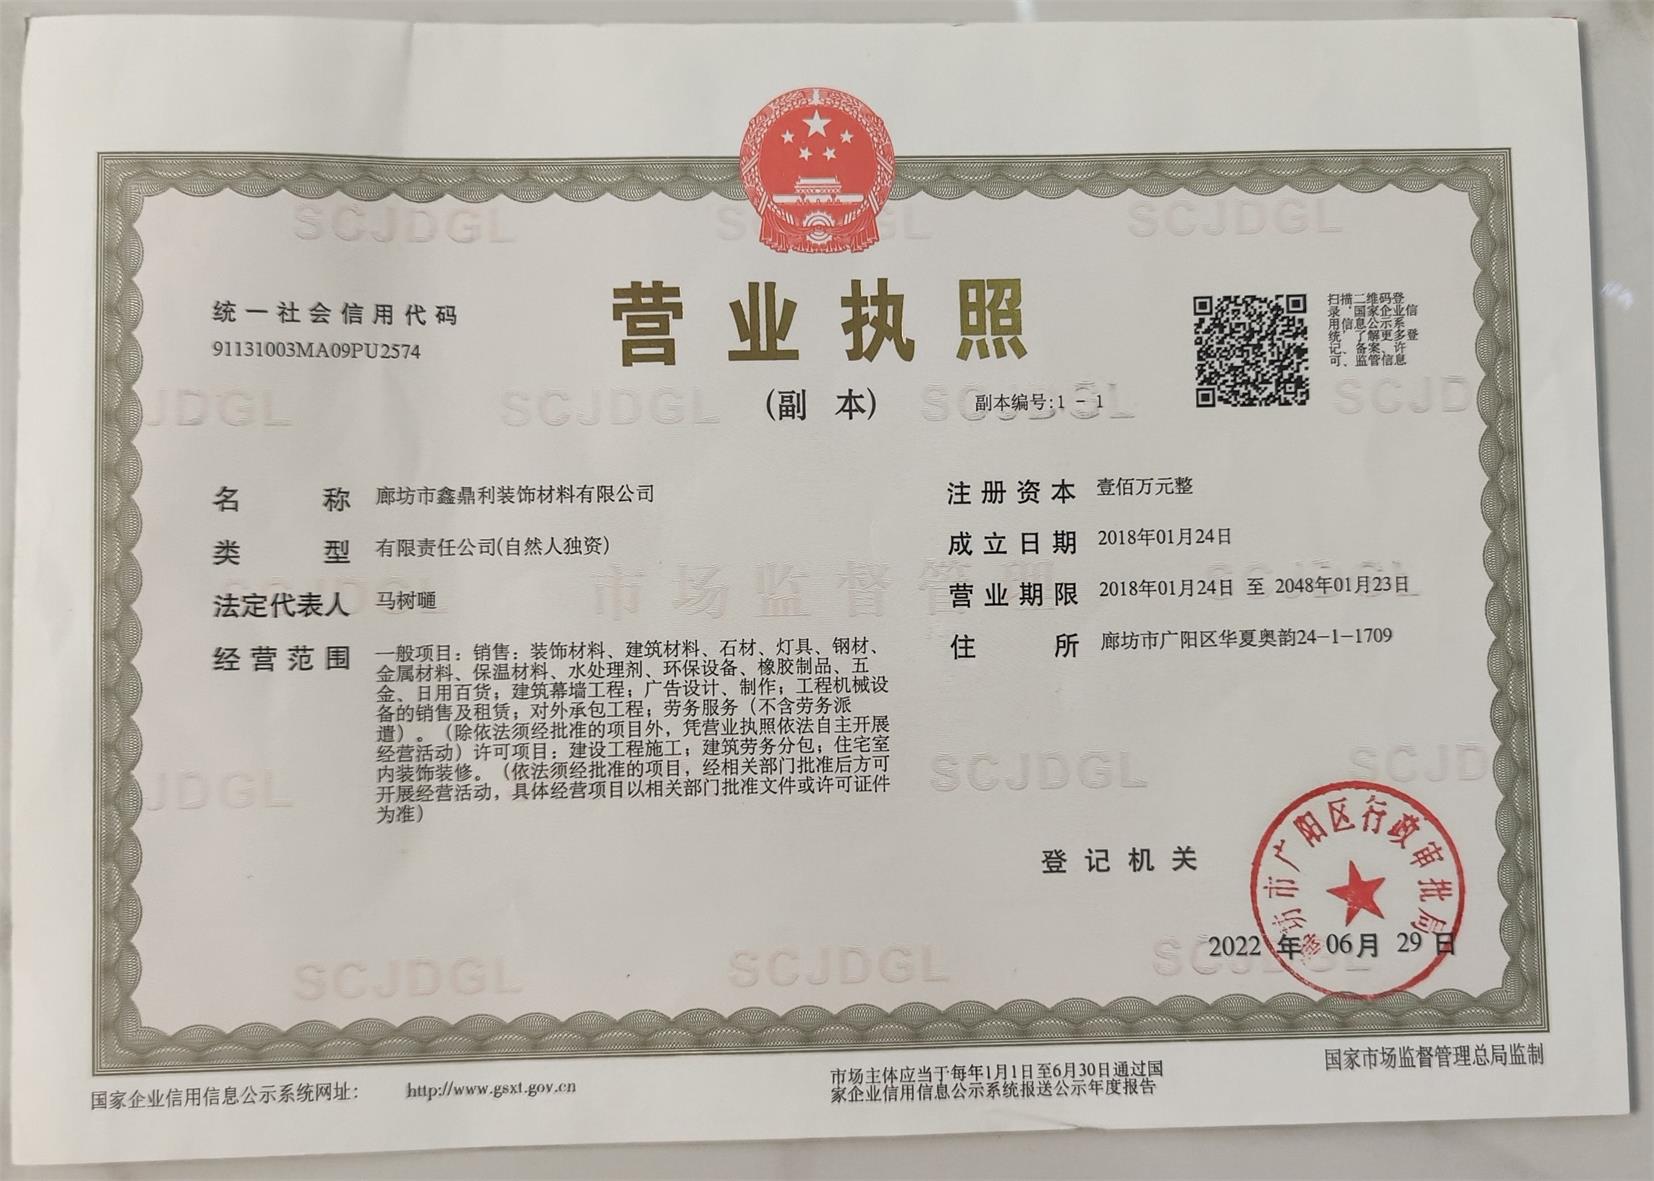 统一社会信用代码
91131003MA09PU2574
营业执照
(副 本)
副本编号:1 - 1
扫描二维码登
录‘国家企业信
用信息公示系
统’了解更多登
记、备案、许
可、监管信息
名 称 廊坊市鑫鼎利装饰材料有限公司
类 型 有限责任公司(自然人独资)
法定代表人 马树嗵
经营范围 一般项目：销售：装饰材料、建筑材料、石材、灯具、钢材、
金属材料、保温材料、水处理剂、环保设备、橡胶制品、五
金、日用百货；建筑幕墙工程；广告设计、制作；工程机械设
备的销售及租赁；对外承包工程；劳务服务（不含劳务派
遣）。（除依法须经批准的项目外，凭营业执照依法自主开展
经营活动）许可项目：建设工程施工；建筑劳务分包；住宅室
内装饰装修。（依法须经批准的项目，经相关部门批准后方可
开展经营活动，具体经营项目以相关部门批准文件或许可证件
为准）
注册资本 壹佰万元整
成立日期 2018年01月24日
营业期限 2018年01月24日 至 2048年01月23日
住 所 廊坊市广阳区华夏奥韵24-1-1709
登记机关
廊坊市广阳区行政审批局
2022 年 06月 29 日
SCJDGL
市场监督管理
国家企业信用信息公示系统网址： http://www.gsxt.gov.cn
市场主体应当于每年1月1日至6月30日通过国
家企业信用信息公示系统报送公示年度报告
国家市场监督管理总局监制